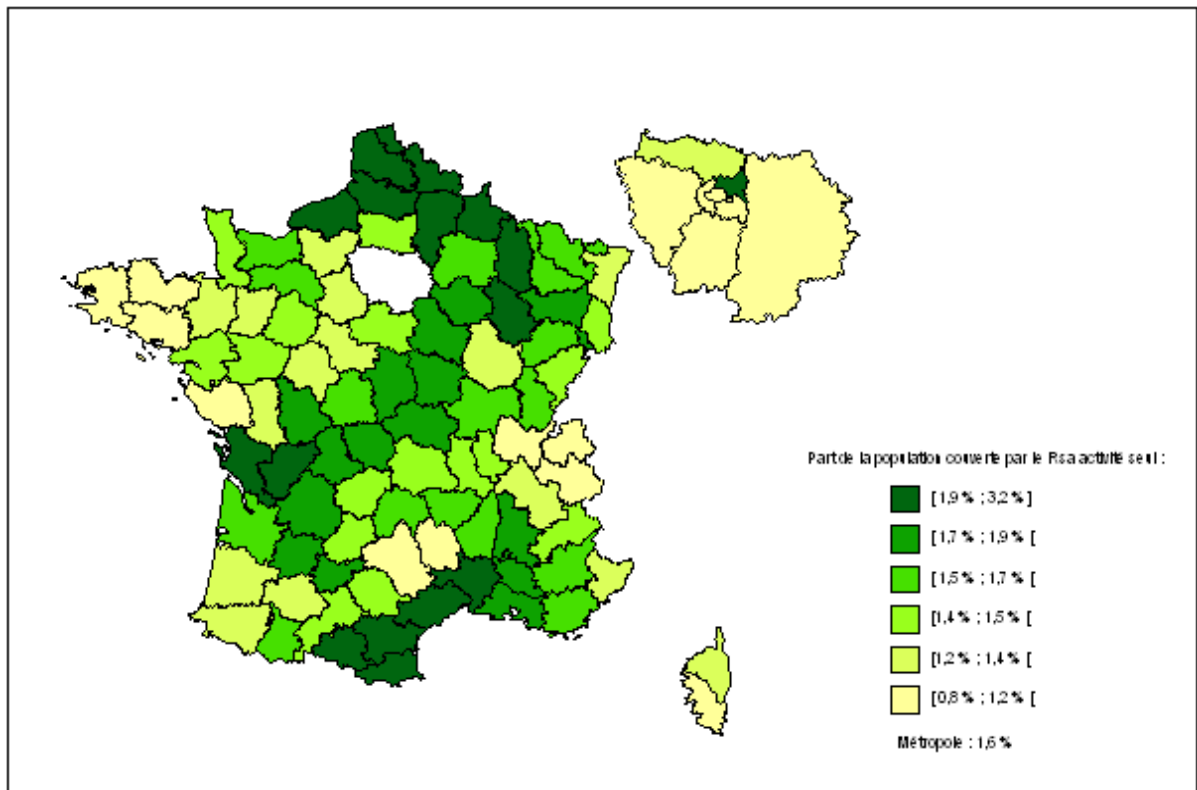 Part de la population couverte par le Rsa activité seul :
[1,9 % ; 3,2 % ]
[1,7 % ; 1,9 % [
[1,5 % ; 1,7 % [
[1,4 % ; 1,5 % [
[1,2 % ; 1,4 % [
[0,8 % ; 1,2 % [
Métropole : 1,6 %